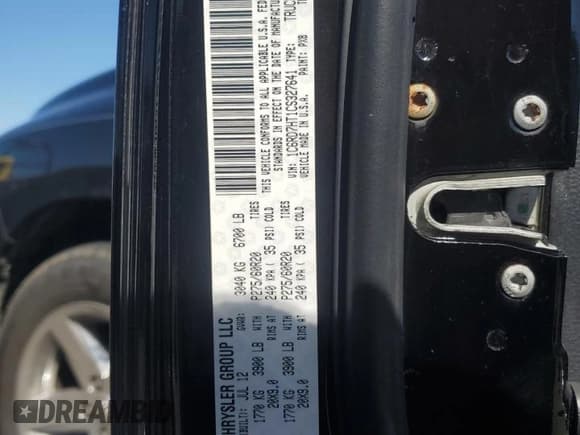 CHRYSLER GROUP LLC
BUILT: JUL 12 GVWR: 3040 KG 6700 LB
1770 KG 3900 LB WITH P275/60R20 TIRES
20X9.0 RIMS AT 240 KPA ( 35 PSI) COLD
1770 KG 3900 LB WITH P275/60R20 TIRES
20X9.0 RIMS AT 240 KPA ( 35 PSI) COLD
THIS VEHICLE CONFORMS TO ALL APPLICABLE U.S.A. FED
STANDARDS IN EFFECT ON THE DATE OF MANUFACTUR
VIN: 1C6RD7HT1CS327641 TYPE: TRUC
VEHICLE MADE IN U.S.A. PAINT: PXB
DREAMBID